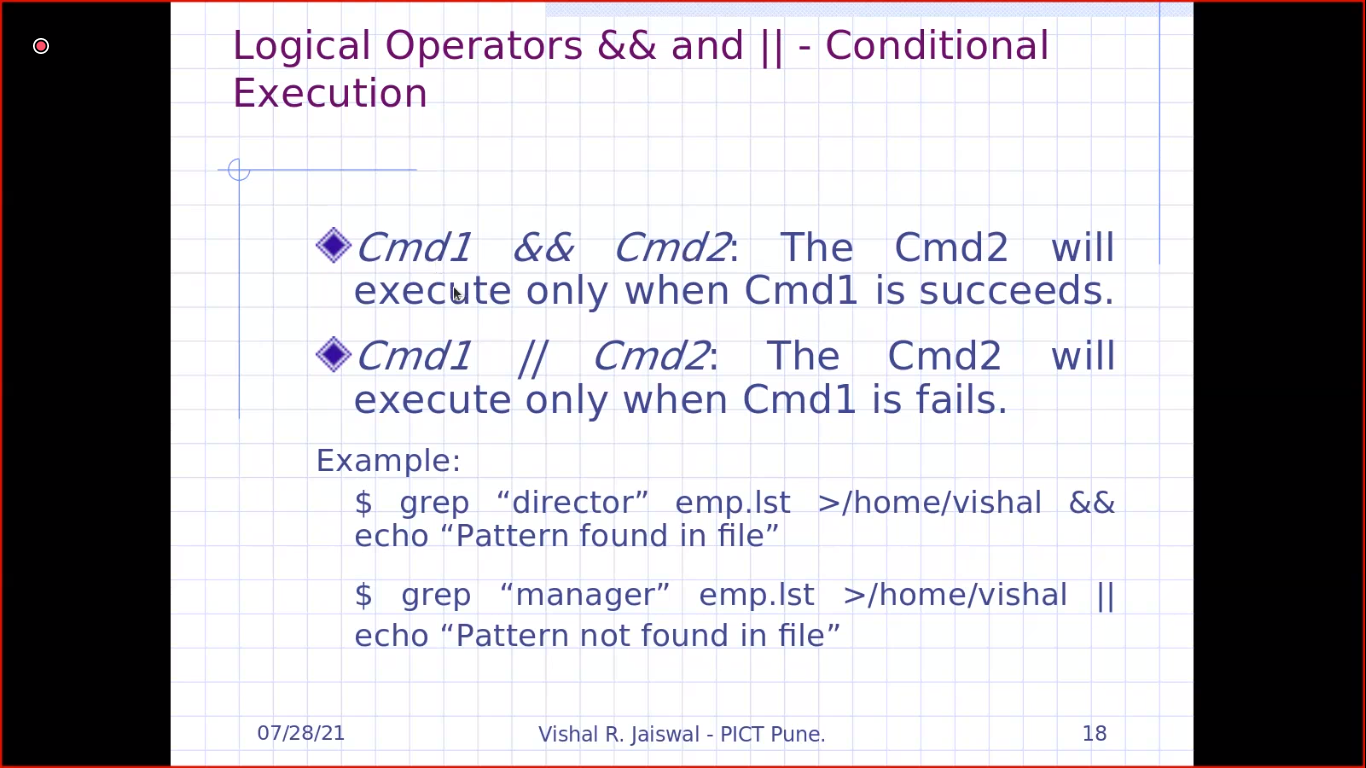 Logical Operators && and || - Conditional
Execution
Cmd1 && Cmd2: The Cmd2 will
execute only when Cmd1 is succeeds.
Cmd1 || Cmd2: The Cmd2 will
execute only when Cmd1 is fails.
Example:
$ grep “director” emp.lst >/home/vishal &&
echo “Pattern found in file”
$ grep “manager” emp.lst >/home/vishal ||
echo “Pattern not found in file”
07/28/21
Vishal R. Jaiswal - PICT Pune.
18